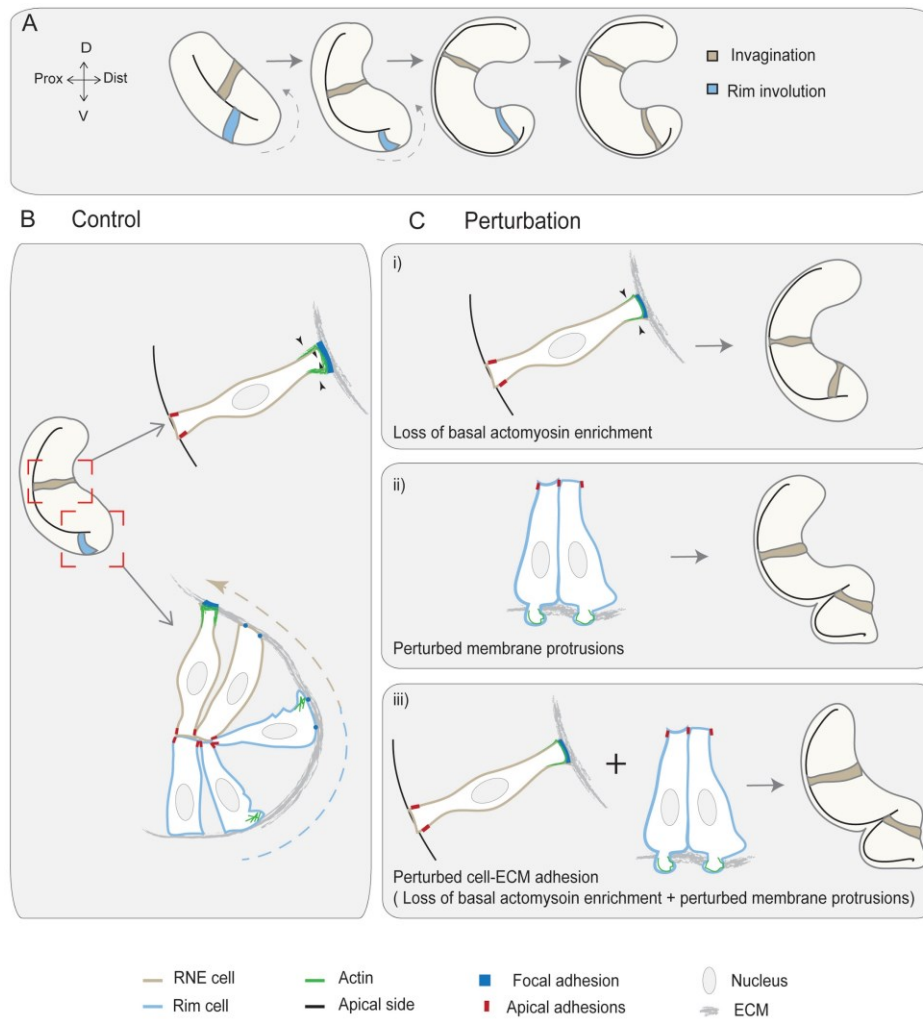 A
D
Prox
Dist
V
Invagination
Rim involution
B Control
C Perturbation
i)
Loss of basal actomyosin enrichment
ii)
Perturbed membrane protrusions
iii)
+
Perturbed cell-ECM adhesion
( Loss of basal actomysoin enrichment + perturbed membrane protrusions)
RNE cell
Actin
Focal adhesion
Nucleus
Rim cell
Apical side
Apical adhesions
ECM